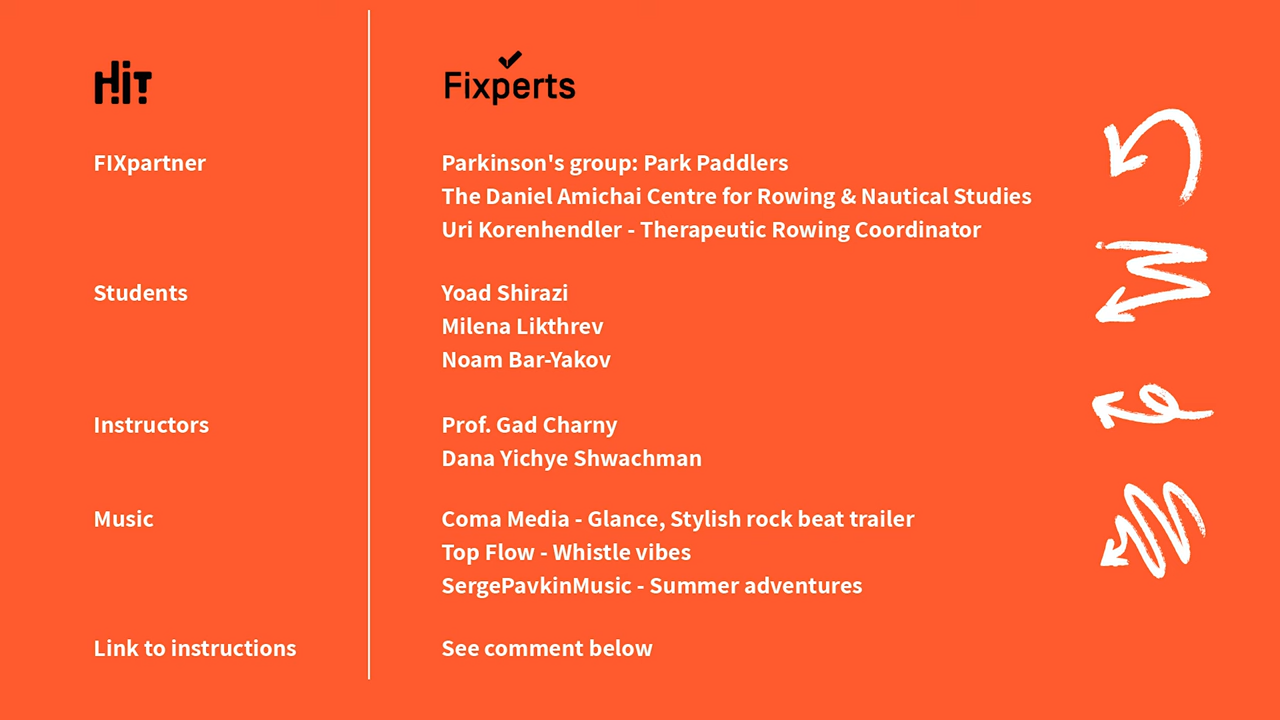 HiT
Fixperts
FIXpartner
Parkinson's group: Park Paddlers
The Daniel Amichai Centre for Rowing & Nautical Studies
Uri Korenhendler - Therapeutic Rowing Coordinator
Students
Yoad Shirazi
Milena Likthrev
Noam Bar-Yakov
Instructors
Prof. Gad Charny
Dana Yichye Shwachman
Music
Coma Media - Glance, Stylish rock beat trailer
Top Flow - Whistle vibes
SergePavkinMusic - Summer adventures
Link to instructions
See comment below